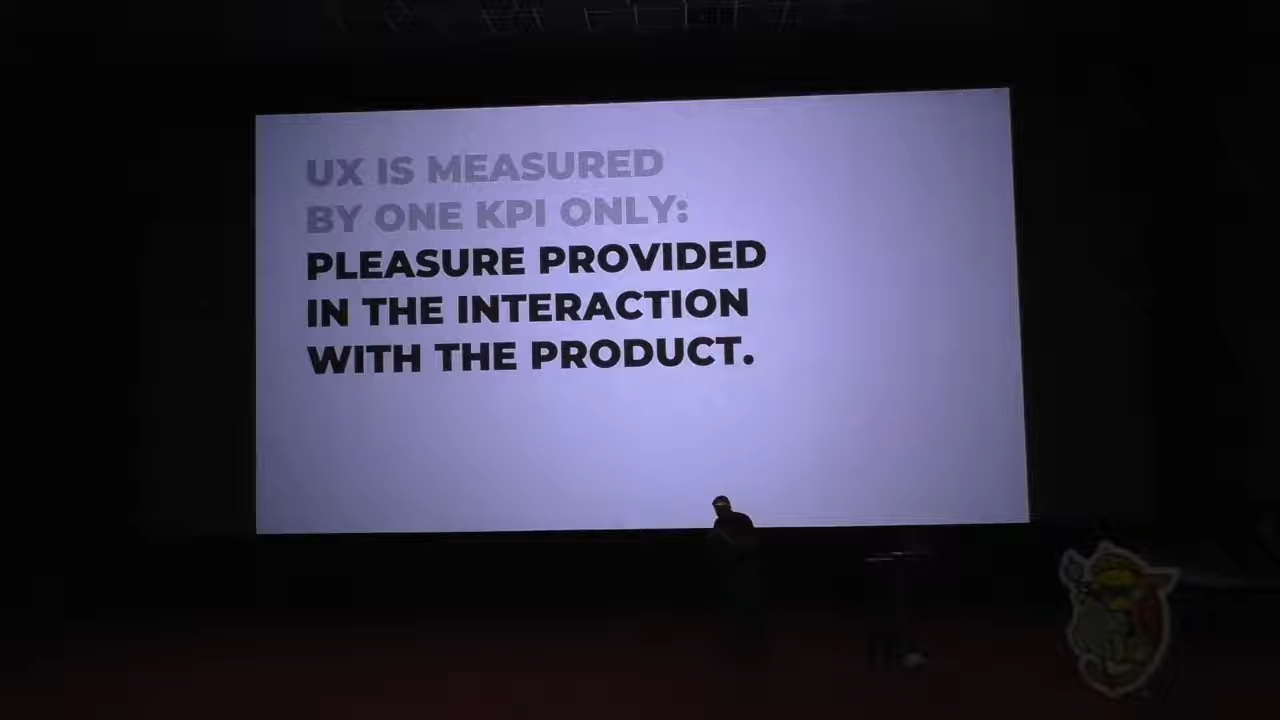 UX IS MEASURED
BY ONE KPI ONLY:
PLEASURE PROVIDED
IN THE INTERACTION
WITH THE PRODUCT.